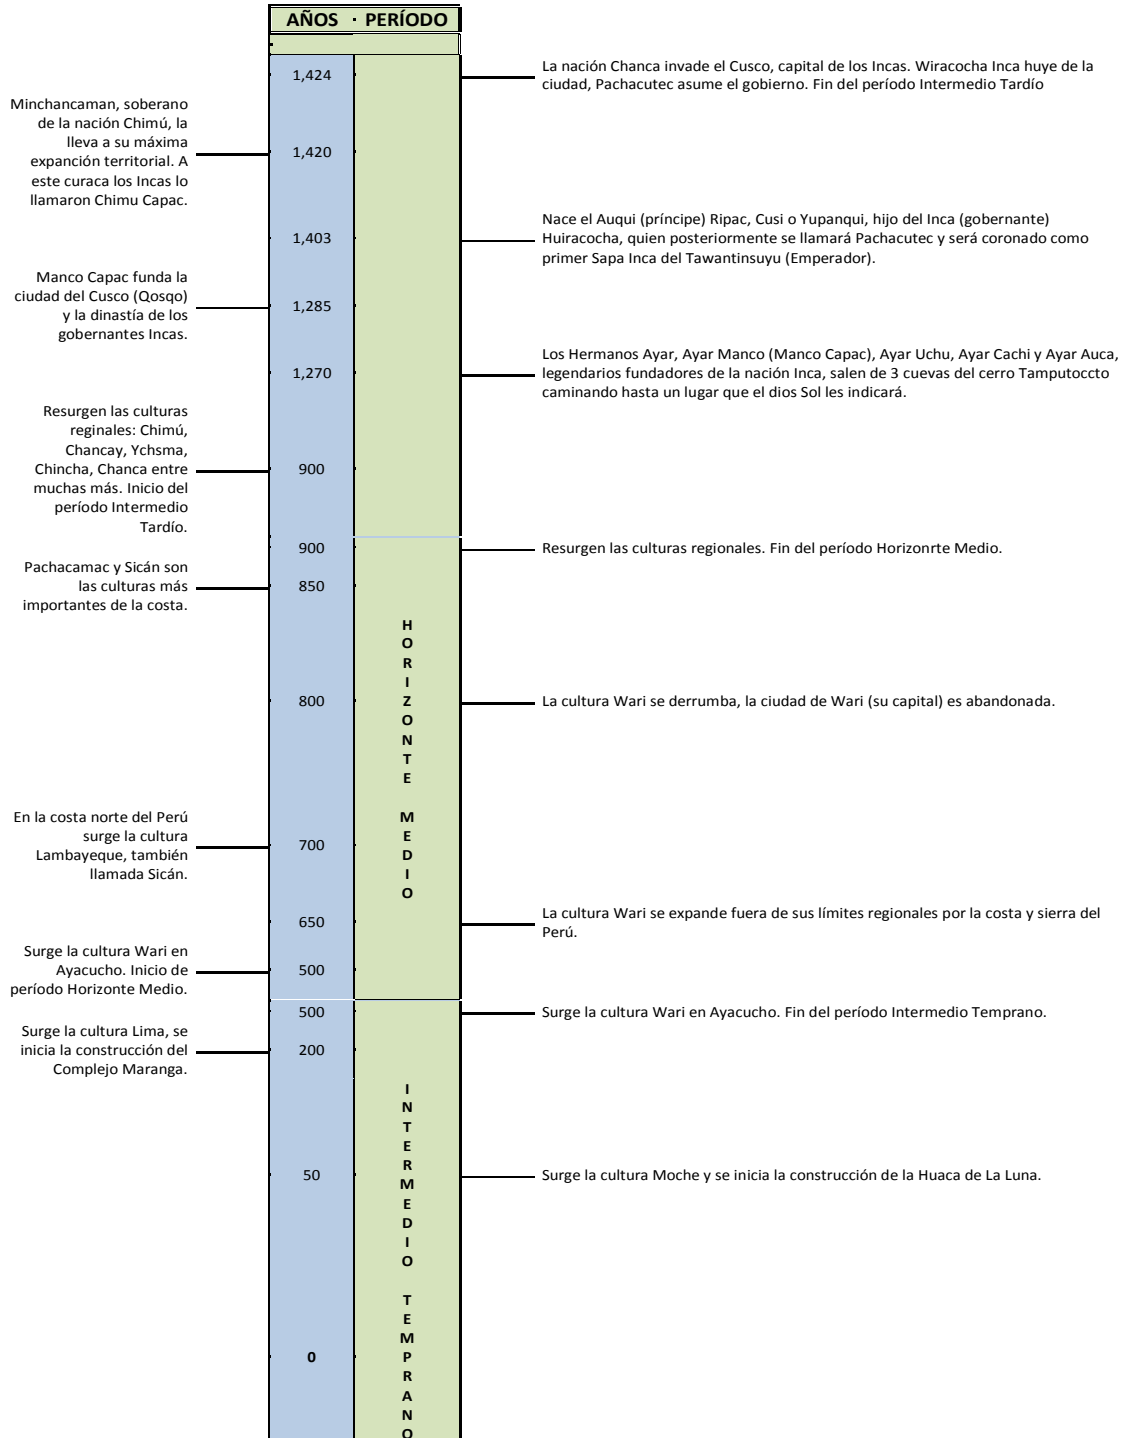 AÑOS PERÍODO
1,424
La nación Chanca invade el Cusco, capital de los Incas. Wiracocha Inca huye de la
ciudad, Pachacutec asume el gobierno. Fin del período Intermedio Tardío
Minchancaman, soberano
de la nación Chimú, la
lleva a su máxima
expanción territorial. A
este curaca los Incas lo
llamaron Chimu Capac.
1,420
1,403
Nace el Auqui (príncipe) Ripac, Cusi o Yupanqui, hijo del Inca (gobernante)
Huiracocha, quien posteriormente se llamará Pachacutec y será coronado como
primer Sapa Inca del Tawantinsuyu (Emperador).
Manco Capac funda la
ciudad del Cusco (Qosqo)
y la dinastía de los
gobernantes Incas.
1,285
1,270
Los Hermanos Ayar, Ayar Manco (Manco Capac), Ayar Uchu, Ayar Cachi y Ayar Auca,
legendarios fundadores de la nación Inca, salen de 3 cuevas del cerro Tamputoccto
caminando hasta un lugar que el dios Sol les indicará.
Resurgen las culturas
reginales: Chimú,
Chancay, Ychsma,
Chincha, Chanca entre
muchas más. Inicio del
período Intermedio
Tardío.
900
900
Resurgen las culturas regionales. Fin del período Horizonrte Medio.
Pachacamac y Sicán son
las culturas más
importantes de la costa.
850
HORIZONTE MEDIO
800
La cultura Wari se derrumba, la ciudad de Wari (su capital) es abandonada.
En la costa norte del Perú
surge la cultura
Lambayeque, también
llamada Sicán.
700
650
La cultura Wari se expande fuera de sus límites regionales por la costa y sierra del
Perú.
Surge la cultura Wari en
Ayacucho. Inicio de
período Horizonte Medio.
500
500
Surge la cultura Wari en Ayacucho. Fin del período Intermedio Temprano.
Surge la cultura Lima, se
inicia la construcción del
Complejo Maranga.
200
INTERMEDIO TEMPRANO
50
Surge la cultura Moche y se inicia la construcción de la Huaca de La Luna.
0